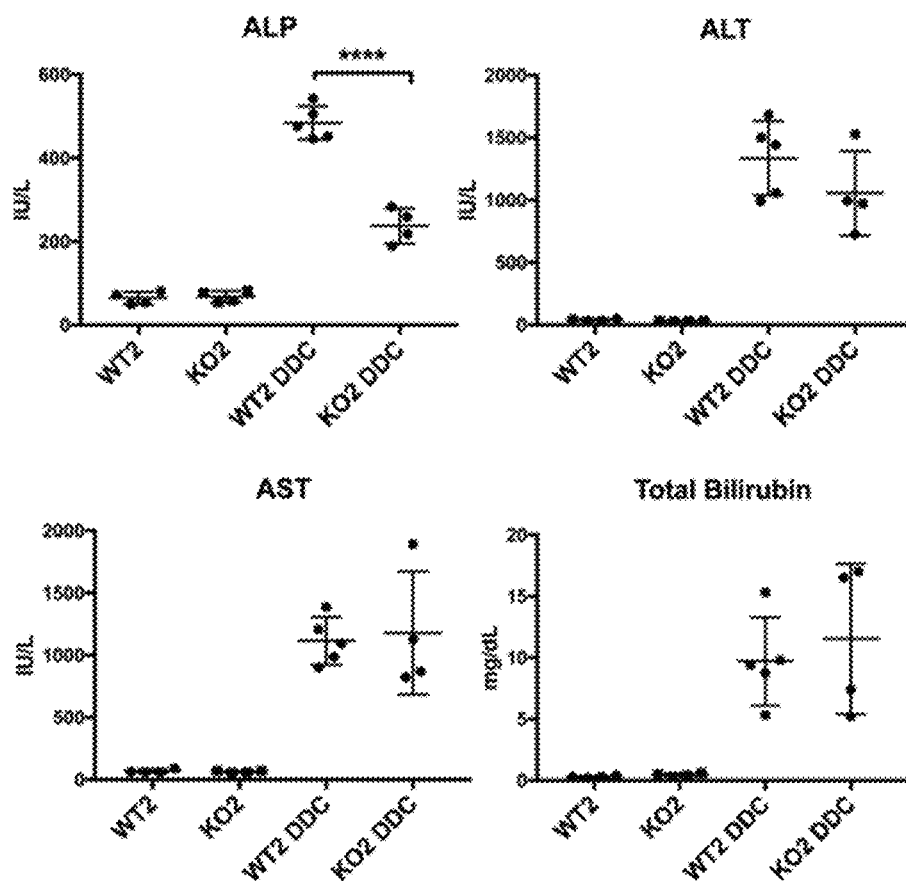 ALP
****
600
400
200
0
IU/L
WT2
KO2
WT2 DDC
KO2 DDC
ALT
2000
1500
1000
500
0
IU/L
WT2
KO2
WT2 DDC
KO2 DDC
AST
2000
1500
1000
500
0
IU/L
WT2
KO2
WT2 DDC
KO2 DDC
Total Bilirubin
20
15
10
5
0
mg/dL
WT2
KO2
WT2 DDC
KO2 DDC